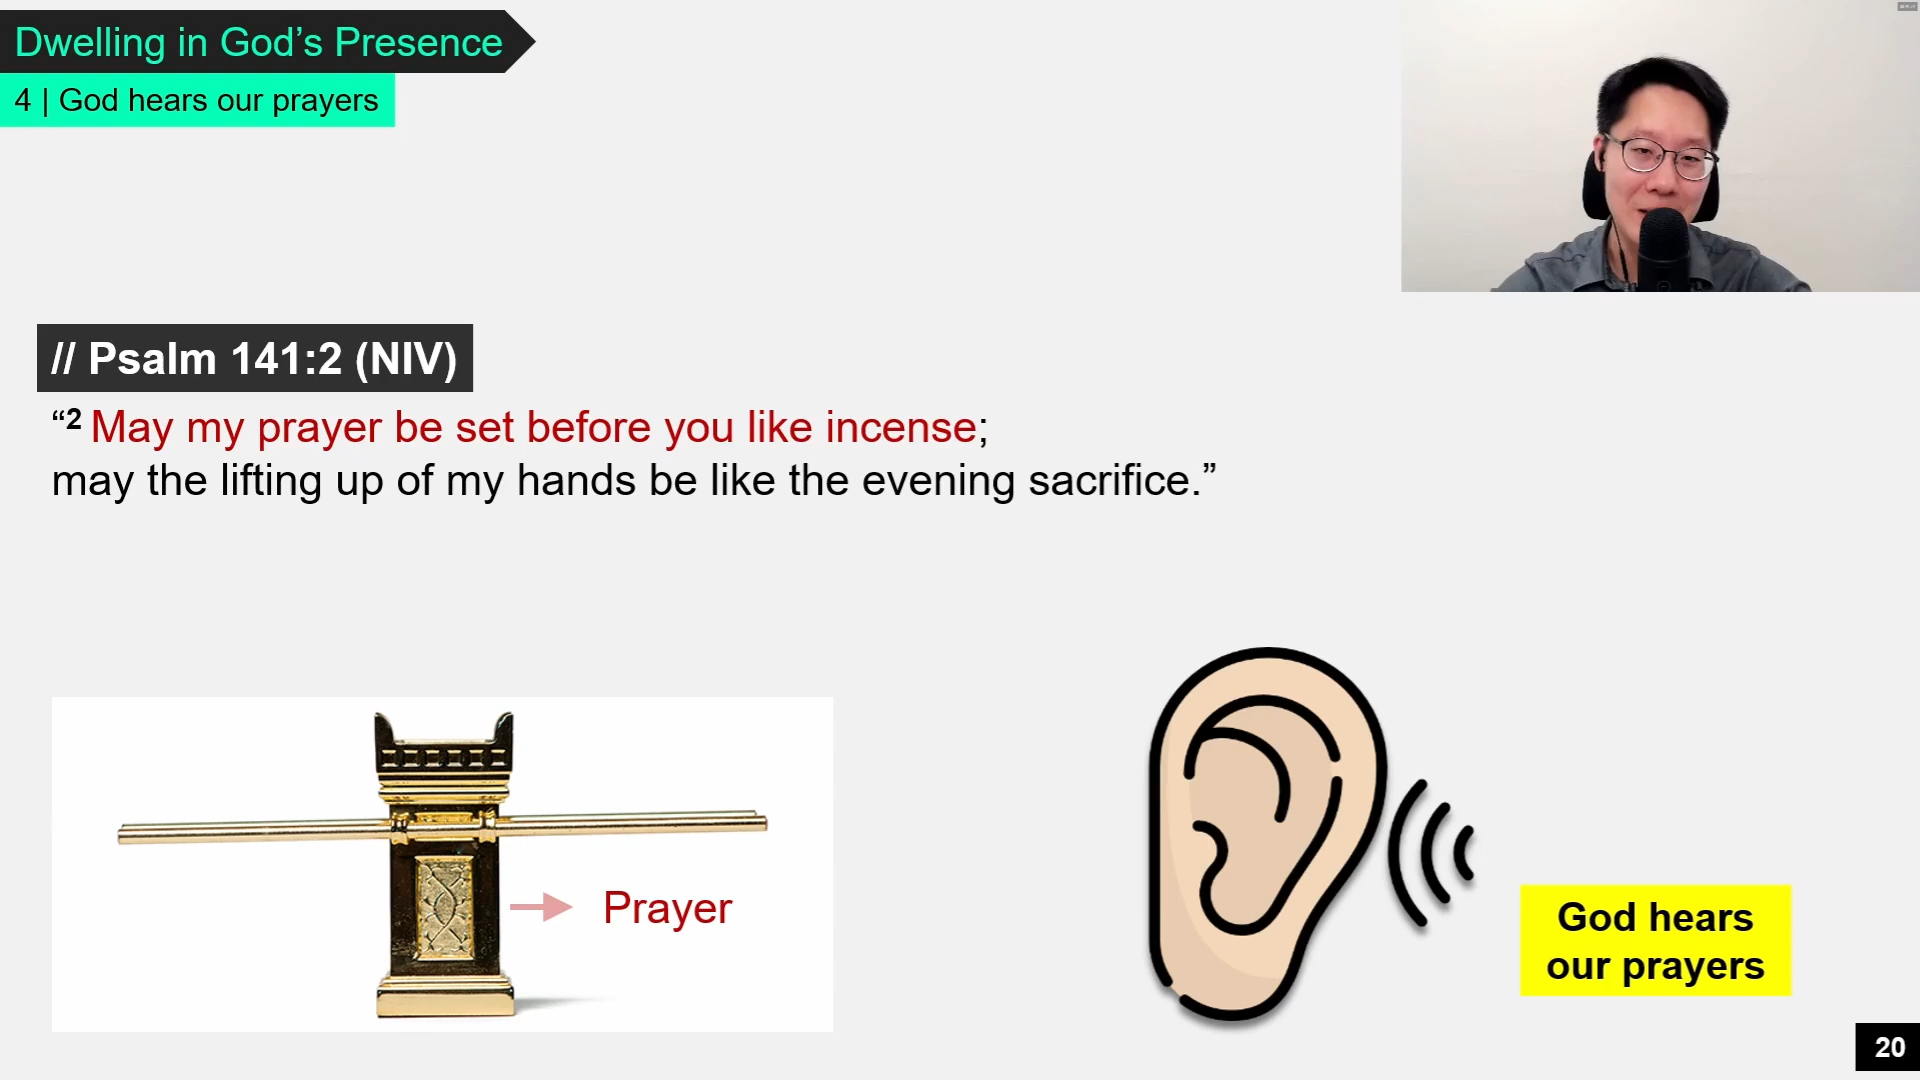 Dwelling in God’s Presence
4 | God hears our prayers
// Psalm 141:2 (NIV)
“2 May my prayer be set before you like incense;
may the lifting up of my hands be like the evening sacrifice.”
Prayer
God hears
our prayers
20